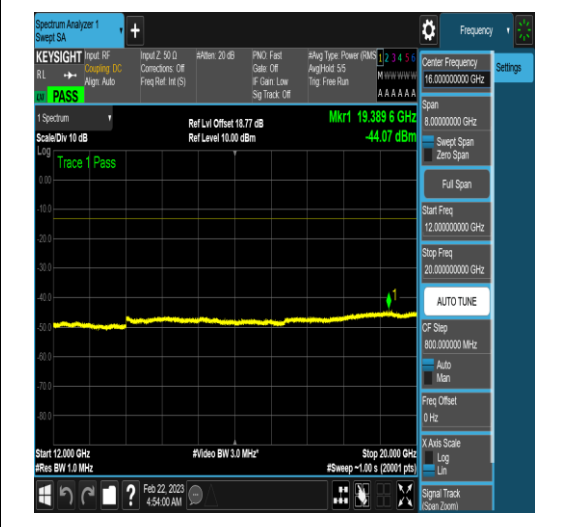 Spectrum Analyzer 1
Swept SA
Frequency
KEYSIGHT
RL
PASS
Input: RF
Coupling: DC
Align: Auto
Input Z: 50 Ω
Corrections: Off
Freq Ref: Int (S)
#Atten: 20 dB
PNO: Fast
Gate: Off
IF Gain: Low
Sig Track: Off
#Avg Type: Power (RMS
Avg|Hold: 5/5
Trig: Free Run
1 2 3 4 5 6
M W W W W W
A A A A A A
1 Spectrum
Scale/Div 10 dB
Ref Lvl Offset 18.77 dB
Ref Level 10.00 dBm
Mkr1 19.389 6 GHz
-44.07 dBm
Log
Trace 1 Pass
0.00
-10.0
-20.0
-30.0
-40.0
-50.0
-60.0
-70.0
-80.0
1
Start 12.000 GHz
#Res BW 1.0 MHz
#Video BW 3.0 MHz*
Stop 20.000 GHz
#Sweep ~1.00 s (20001 pts)
Feb 22, 2023
4:54:00 AM
Center Frequency
16.000000000 GHz
Settings
Span
8.00000000 GHz
Swept Span
Zero Span
Full Span
Start Freq
12.000000000 GHz
Stop Freq
20.000000000 GHz
AUTO TUNE
CF Step
800.000000 MHz
Auto
Man
Freq Offset
0 Hz
X Axis Scale
Log
Lin
Signal Track
(Span Zoom)